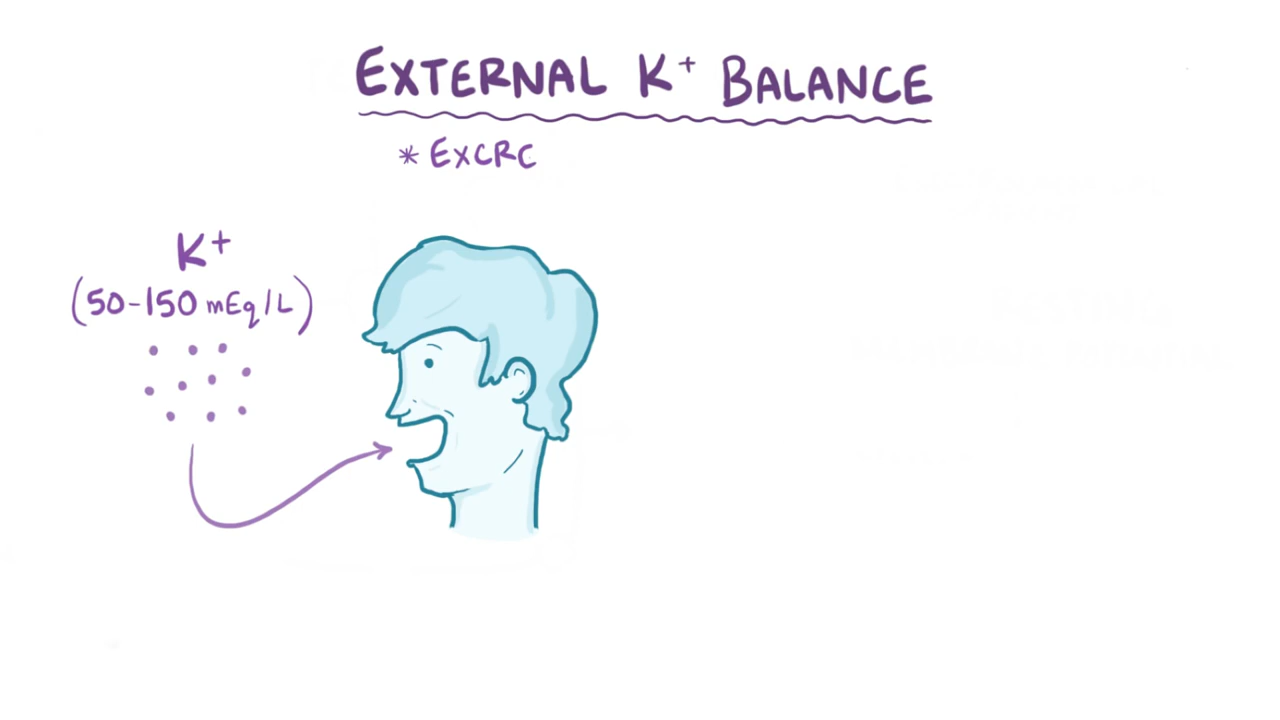 EXTERNAL K⁺ BALANCE
* EXCRC
K⁺
(50-150 mEq/L)